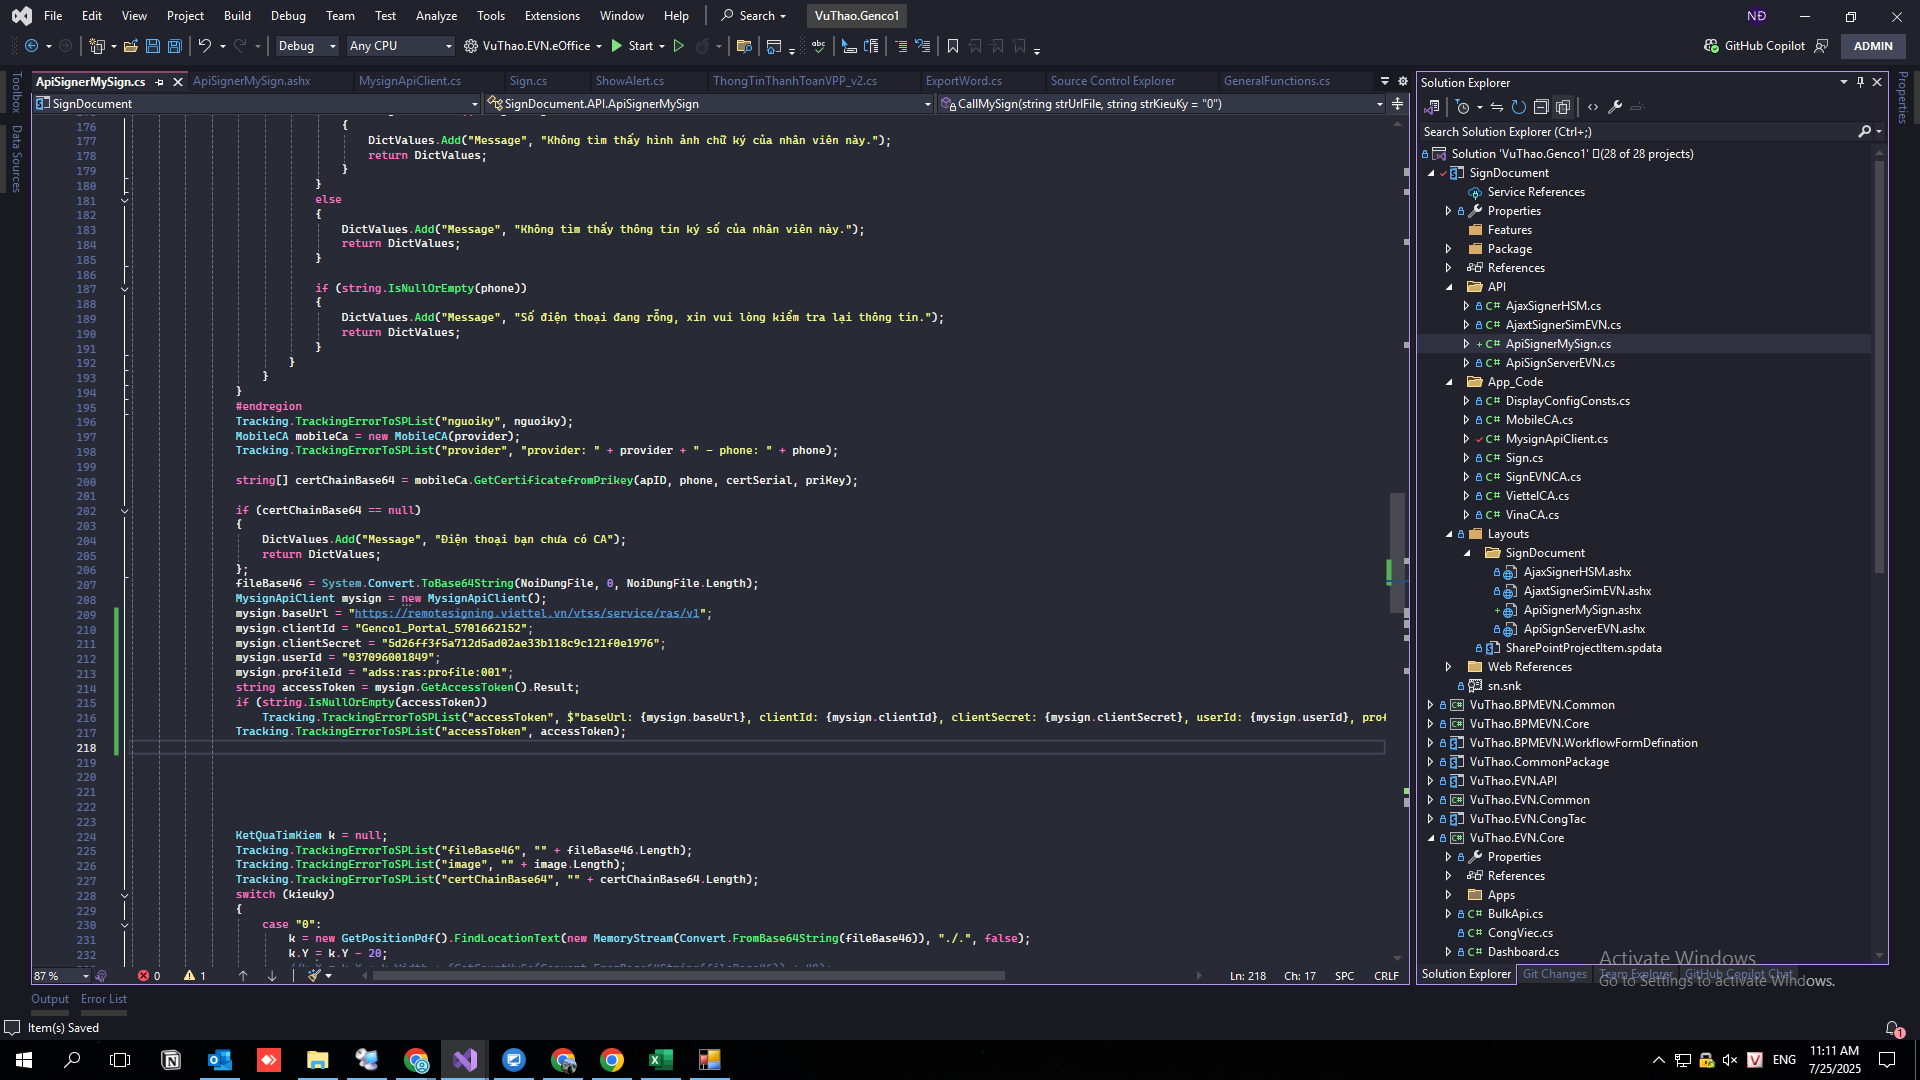 File Edit View Project Build Debug Team Test Analyze Tools Extensions Window Help Search VuThao.Genco1 NĐ
Debug Any CPU VuThao.EVN.eOffice Start GitHub Copilot ADMIN
ApiSignerMySign.cs ApiSignerMySign.ashx MysignApiClient.cs Sign.cs ShowAlert.cs ThongTinThanhToanVPP_v2.cs ExportWord.cs Source Control Explorer GeneralFunctions.cs
SignDocument SignDocument.API.ApiSignerMySign CallMySign(string strUrlFile, string strKieuKy = "0")
Toolbox
Data Sources
176 {
177 DictValues.Add("Message", "Không tìm thấy hình ảnh chữ ký của nhân viên này.");
178 return DictValues;
179 }
180 }
181 else
182 {
183 DictValues.Add("Message", "Không tìm thấy thông tin ký số của nhân viên này.");
184 return DictValues;
185 }
186
187 if (string.IsNullOrEmpty(phone))
188 {
189 DictValues.Add("Message", "Số điện thoại đang rỗng, xin vui lòng kiểm tra lại thông tin.");
190 return DictValues;
191 }
192 }
193 }
194 }
195 #endregion
196 Tracking.TrackingErrorToSPList("nguoiky", nguoiky);
197 MobileCA mobileCa = new MobileCA(provider);
198 Tracking.TrackingErrorToSPList("provider", "provider: " + provider + " - phone: " + phone);
199
200 string[] certChainBase64 = mobileCa.GetCertificatefromPrikey(apID, phone, certSerial, priKey);
201
202 if (certChainBase64 == null)
203 {
204 DictValues.Add("Message", "Điện thoại bạn chưa có CA");
205 return DictValues;
206 };
207 fileBase46 = System.Convert.ToBase64String(NoiDungFile, 0, NoiDungFile.Length);
208 MysignApiClient mysign = new MysignApiClient();
209 mysign.baseUrl = "https://remotesigning.viettel.vn/vtss/service/ras/v1";
210 mysign.clientId = "Genco1_Portal_5701662152";
211 mysign.clientSecret = "5d26ff3f5a712d5ad02ae33b118c9c121f0e1976";
212 mysign.userId = "037096001849";
213 mysign.profileId = "adss:ras:profile:001";
214 string accessToken = mysign.GetAccessToken().Result;
215 if (string.IsNullOrEmpty(accessToken))
216 Tracking.TrackingErrorToSPList("accessToken", $"baseUrl: {mysign.baseUrl}, clientId: {mysign.clientId}, clientSecret: {mysign.clientSecret}, userId: {mysign.userId}, prof
217 Tracking.TrackingErrorToSPList("accessToken", accessToken);
218
219
220
221
222
223
224 KetQuaTimKiem k = null;
225 Tracking.TrackingErrorToSPList("fileBase46", "" + fileBase46.Length);
226 Tracking.TrackingErrorToSPList("image", "" + image.Length);
227 Tracking.TrackingErrorToSPList("certChainBase64", "" + certChainBase64.Length);
228 switch (kieuky)
229 {
230 case "0":
231 k = new GetPositionPdf().FindLocationText(new MemoryStream(Convert.FromBase64String(fileBase46)), "./.", false);
232 k.Y = k.Y - 20;
87 % 0 1 Ln: 218 Ch: 17 SPC CRLF
Output Error List
Item(s) Saved
Solution Explorer
Search Solution Explorer (Ctrl+;)
Solution 'VuThao.Genco1' (28 of 28 projects)
SignDocument
Service References
Properties
Features
Package
References
API
AjaxSignerHSM.cs
AjaxtSignerSimEVN.cs
ApiSignerMySign.cs
ApiSignServerEVN.cs
App_Code
DisplayConfigConsts.cs
MobileCA.cs
MysignApiClient.cs
Sign.cs
SignEVNCA.cs
ViettelCA.cs
VinaCA.cs
Layouts
SignDocument
AjaxSignerHSM.ashx
AjaxtSignerSimEVN.ashx
ApiSignerMySign.ashx
ApiSignServerEVN.ashx
SharePointProjectItem.spdata
Web References
sn.snk
VuThao.BPMEVN.Common
VuThao.BPMEVN.Core
VuThao.BPMEVN.WorkflowFormDefination
VuThao.CommonPackage
VuThao.EVN.API
VuThao.EVN.Common
VuThao.EVN.CongTac
VuThao.EVN.Core
Properties
References
Apps
BulkApi.cs
CongViec.cs
Dashboard.cs
Solution Explorer Git Changes Team Explorer GitHub Copilot Chat
Properties
Activate Windows
Go to Settings to activate Windows.
ENG 11:11 AM
7/25/2025
1